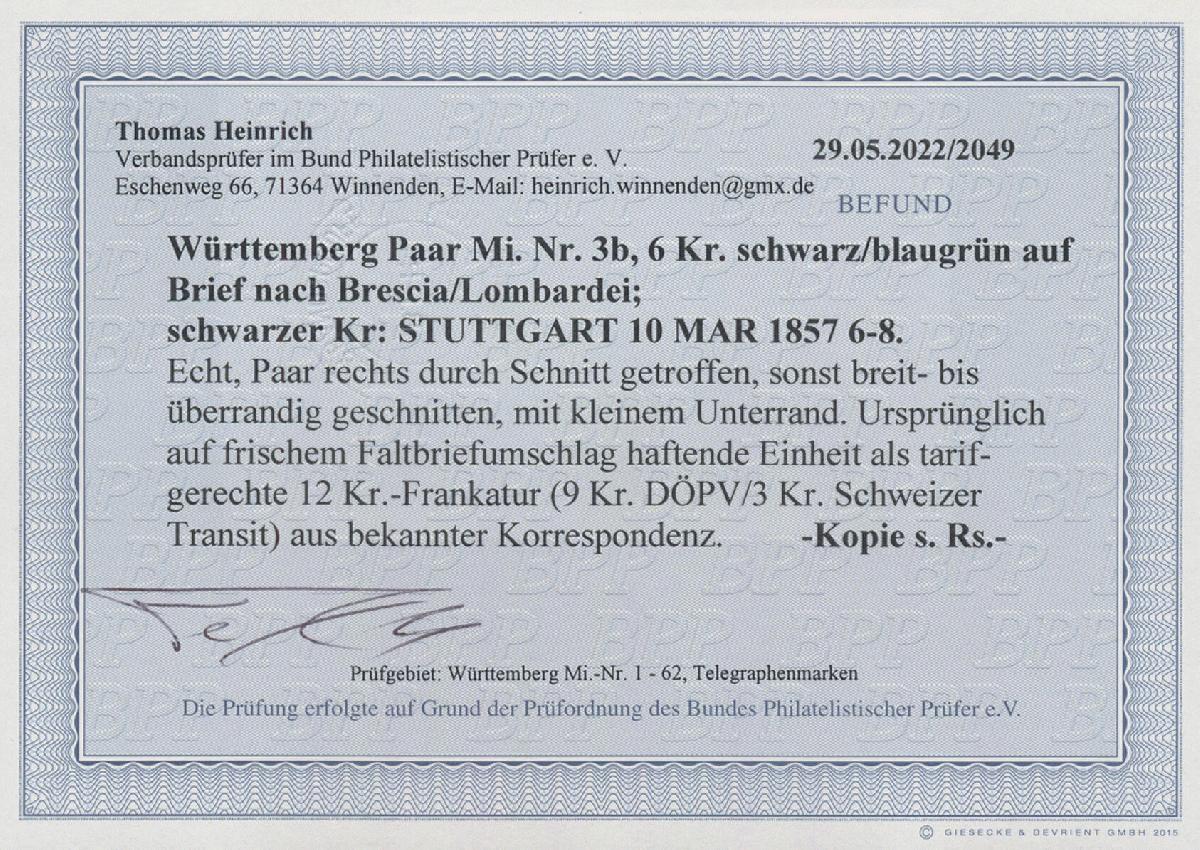 Thomas Heinrich
Verbandsprüfer im Bund Philatelistischer Prüfer e. V.
Eschenweg 66, 71364 Winnenden, E-Mail: heinrich.winnenden@gmx.de
29.05.2022/2049
BEFUND
Württemberg Paar Mi. Nr. 3b, 6 Kr. schwarz/blaugrün auf
Brief nach Brescia/Lombardei;
schwarzer Kr: STUTTGART 10 MAR 1857 6-8.
Echt, Paar rechts durch Schnitt getroffen, sonst breit- bis
überrandig geschnitten, mit kleinem Unterrand. Ursprünglich
auf frischem Faltbriefumschlag haftende Einheit als tarif-
gerechte 12 Kr.-Frankatur (9 Kr. DÖPV/3 Kr. Schweizer
Transit) aus bekannter Korrespondenz. -Kopie s. Rs.-
Prüfgebiet: Württemberg Mi.-Nr. 1 - 62, Telegraphenmarken
Die Prüfung erfolgte auf Grund der Prüfordnung des Bundes Philatelistischer Prüfer e.V.
© GIESECKE & DEVRIENT GMBH 2015